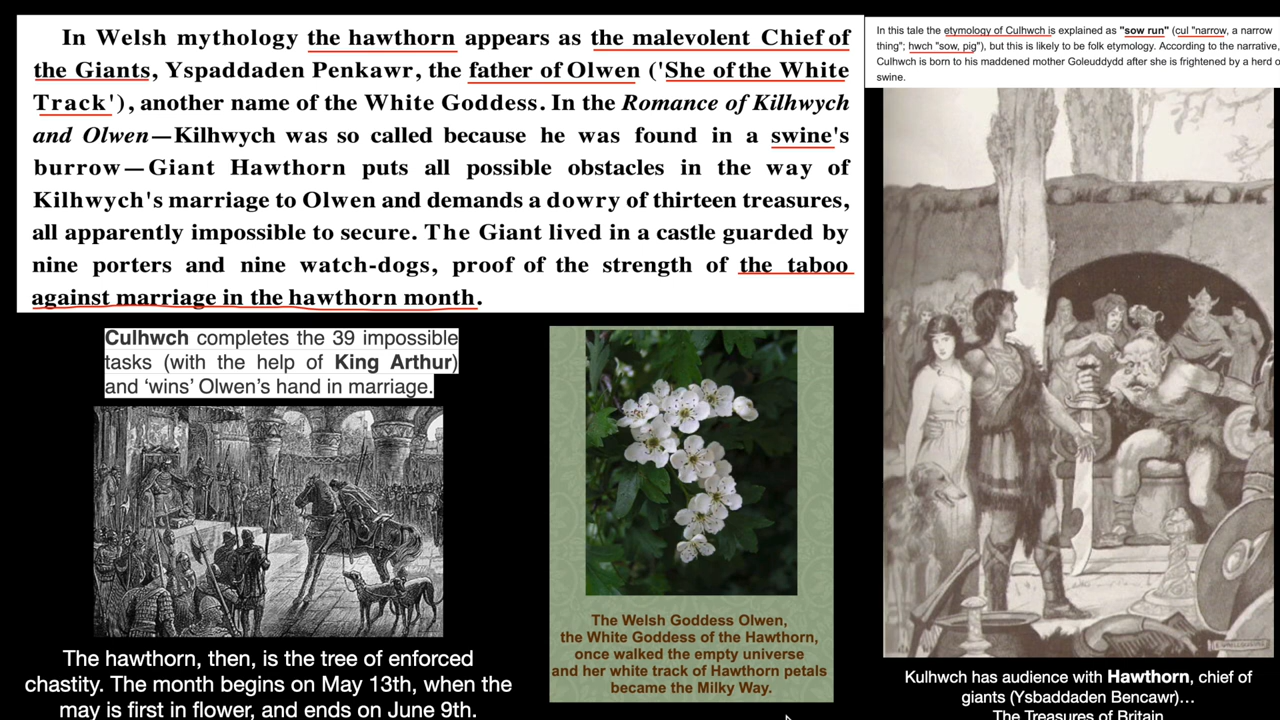 In Welsh mythology the hawthorn appears as the malevolent Chief of
the Giants, Yspaddaden Penkawr, the father of Olwen ('She of the White
Track'), another name of the White Goddess. In the Romance of Kilhwych
and Olwen—Kilhwych was so called because he was found in a swine's
burrow—Giant Hawthorn puts all possible obstacles in the way of
Kilhwych's marriage to Olwen and demands a dowry of thirteen treasures,
all apparently impossible to secure. The Giant lived in a castle guarded by
nine porters and nine watch-dogs, proof of the strength of the taboo
against marriage in the hawthorn month.
In this tale the etymology of Culhwch is explained as "sow run" (cul "narrow, a narrow
thing"; hwch "sow, pig"), but this is likely to be folk etymology. According to the narrative,
Culhwch is born to his maddened mother Goleuddydd after she is frightened by a herd o
swine.
Culhwch completes the 39 impossible
tasks (with the help of King Arthur)
and ‘wins’ Olwen’s hand in marriage.
The hawthorn, then, is the tree of enforced
chastity. The month begins on May 13th, when the
may is first in flower, and ends on June 9th.
The Welsh Goddess Olwen,
the White Goddess of the Hawthorn,
once walked the empty universe
and her white track of Hawthorn petals
became the Milky Way.
Kulhwch has audience with Hawthorn, chief of
giants (Ysbaddaden Bencawr)…
The Treasures of Britain